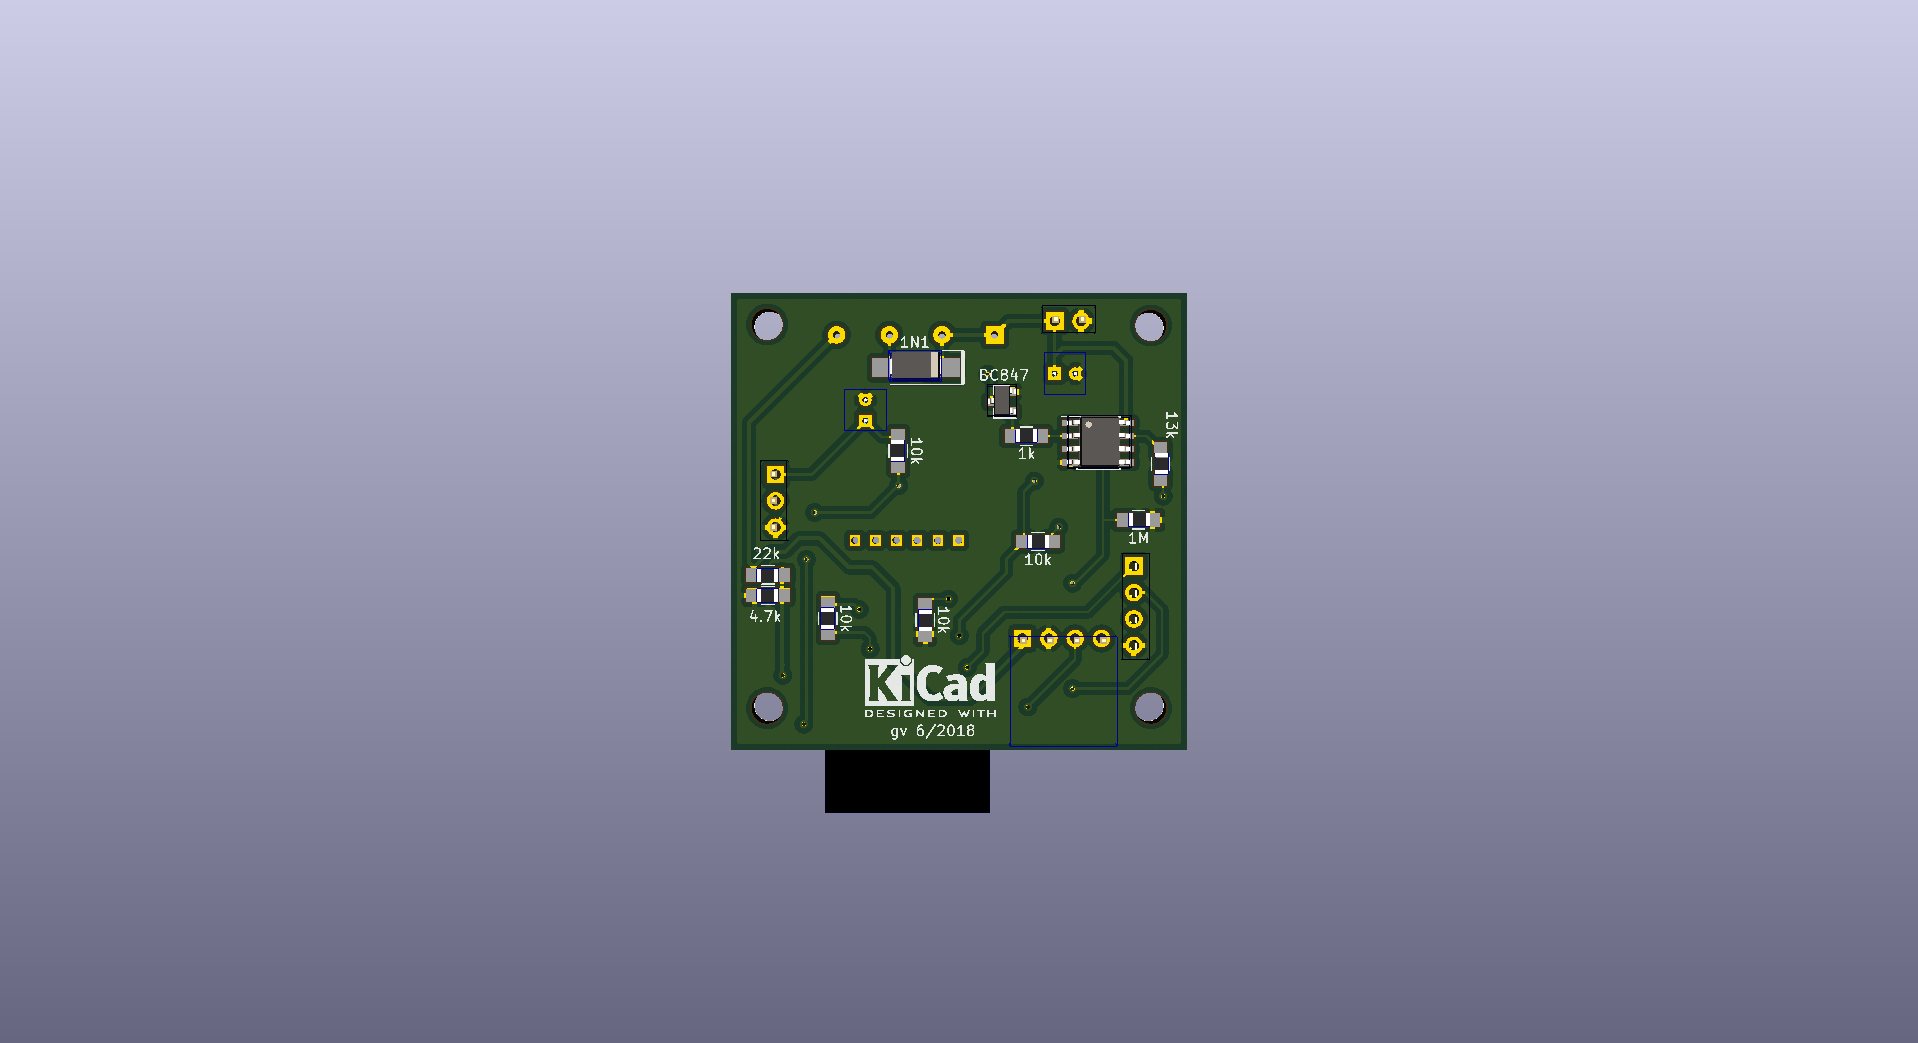 1N1
BC847
13k
1k
10k
1M
22k
10k
4.7k
10k
10k
KiCad
DESIGNED WITH
gv 6/2018